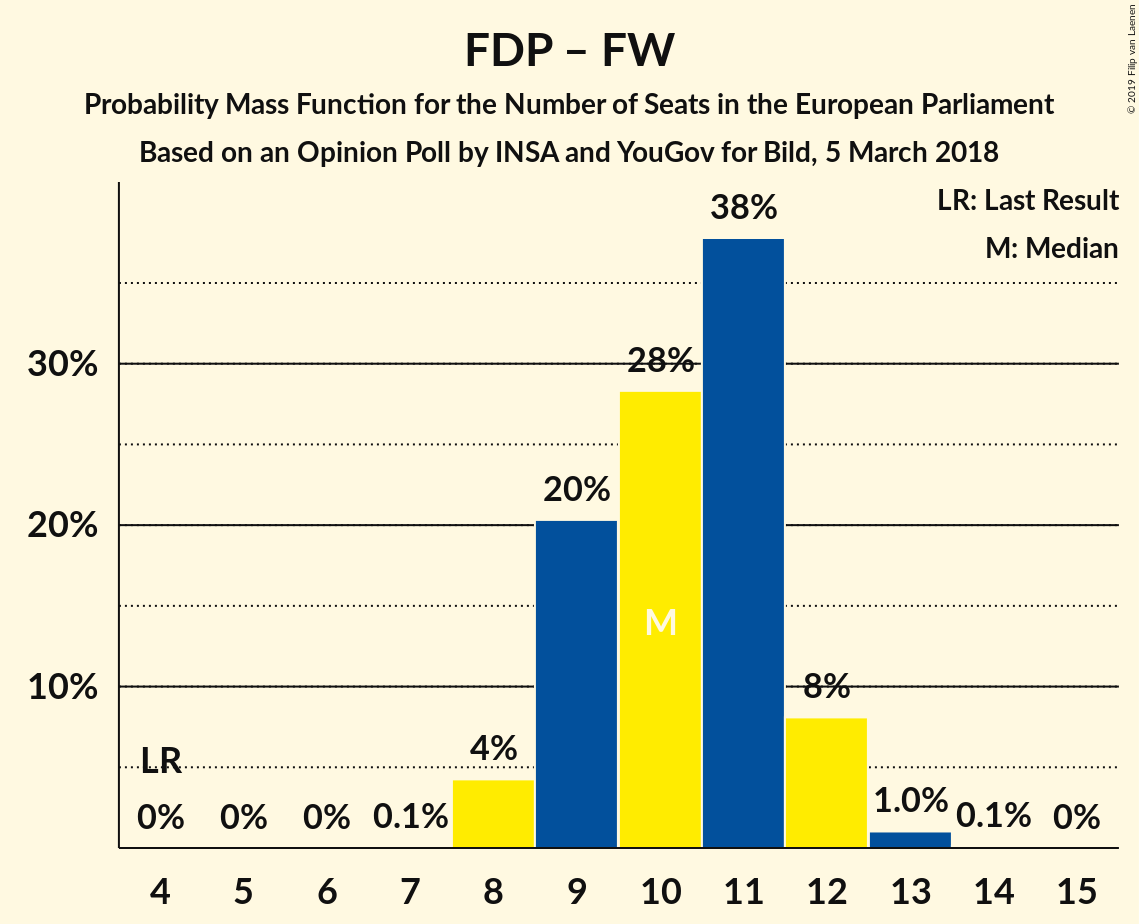 FDP – FW
Probability Mass Function for the Number of Seats in the European Parliament
Based on an Opinion Poll by INSA and YouGov for Bild, 5 March 2018
© 2019 Filip van Laenen
LR: Last Result
M: Median
38%
30%
28%
20%
20%
M
10%
8%
4%
LR
1.0%
0% 0% 0% 0.1% 0.1% 0%
4 5 6 7 8 9 10 11 12 13 14 15